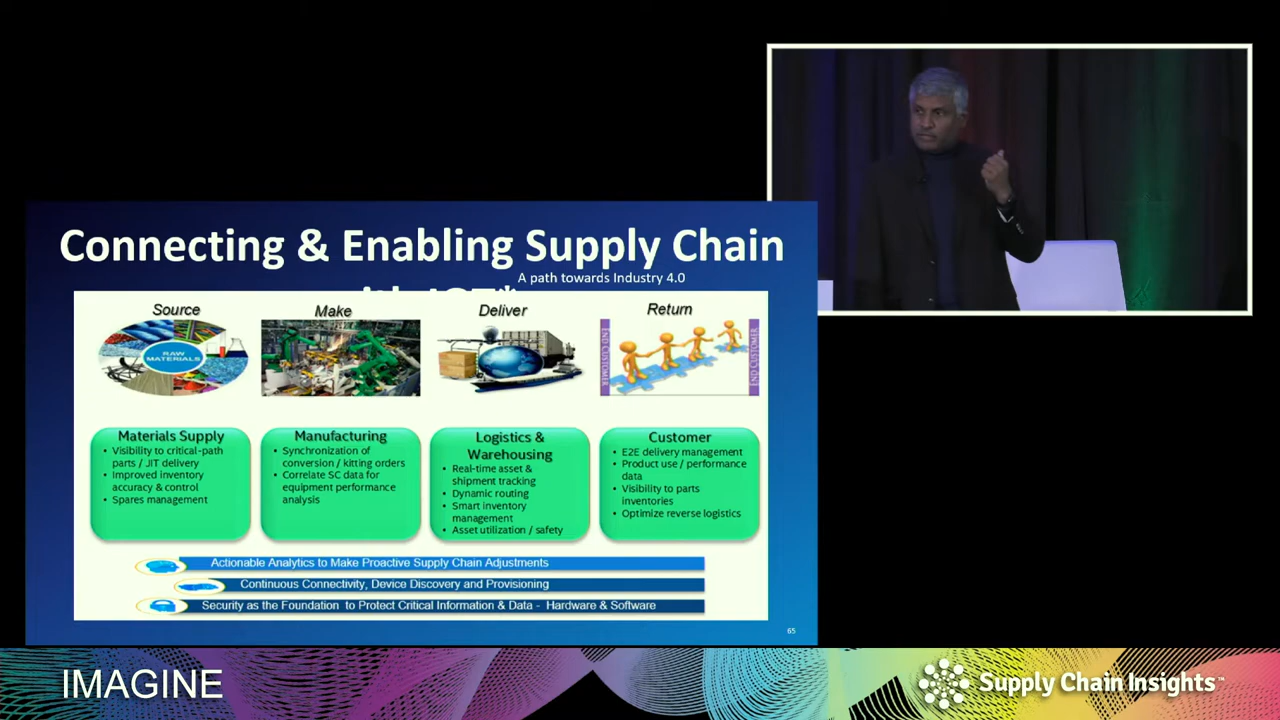 Connecting & Enabling Supply Chain
A path towards Industry 4.0
Source
Make
Deliver
Return
RAW
MATERIALS
END CUSTOMER
END CUSTOMER
Materials Supply
• Visibility to critical-path
parts / JIT delivery
• Improved inventory
accuracy & control
• Spares management
Manufacturing
• Synchronization of
conversion / kitting orders
• Correlate SC data for
equipment performance
analysis
Logistics &
Warehousing
• Real-time asset &
shipment tracking
• Dynamic routing
• Smart inventory
management
• Asset utilization / safety
Customer
• E2E delivery management
• Product use / performance
data
• Visibility to parts
inventories
• Optimize reverse logistics
Actionable Analytics to Make Proactive Supply Chain Adjustments
Continuous Connectivity, Device Discovery and Provisioning
Security as the Foundation to Protect Critical Information & Data - Hardware & Software
65
IMAGINE
Supply Chain Insights™